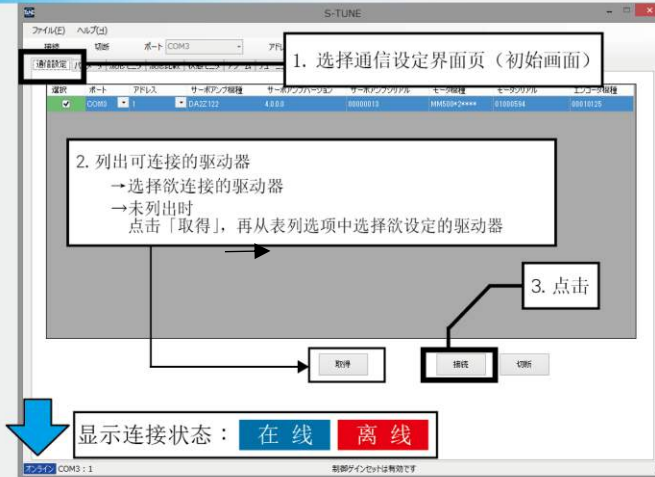 S-TUNE
ファイル(F) ヘルプ(H)
接続 切断 ポート COM3
通信設定
1. 选择通信设定界面页（初始画面）
選択 ポート アドレス サーボアンプ機種 サーボアンプバージョン サーボアンプシリアル モータ機種 モータシリアル エンコーダ機種
COM3 1 DA2Z122 4.0.0.0 00000013 MM500*2**** 01000594 00010125
2. 列出可连接的驱动器
→选择欲连接的驱动器
→未列出时
点击「取得」，再从表列选项中选择欲设定的驱动器
3. 点击
取得 接続 切断
显示连接状态： 在 线 离 线
オンライン COM3 : 1 制御ゲインセットは有効です